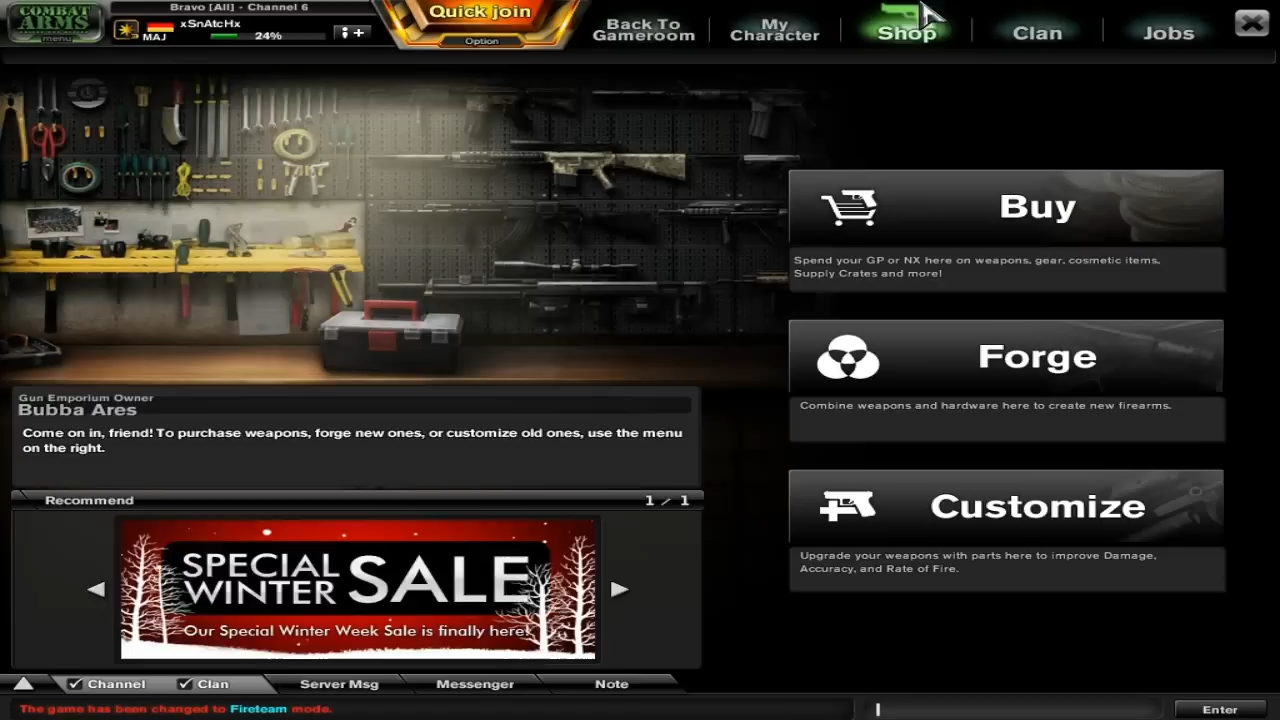 COMBAT
ARMS
menu
Bravo [All] - Channel 6
MAJ
xSnAtcHx
24%
Quick join
Option
Back To
Gameroom
My
Character
Shop
Clan
Jobs
Buy
Spend your GP or NX here on weapons, gear, cosmetic items,
Supply Crates and more!
Forge
Combine weapons and hardware here to create new firearms.
Customize
Upgrade your weapons with parts here to improve Damage,
Accuracy, and Rate of Fire.
Gun Emporium Owner
Bubba Ares
Come on in, friend! To purchase weapons, forge new ones, or customize old ones, use the menu
on the right.
Recommend
1 / 1
SPECIAL
WINTER SALE
Our Special Winter Week Sale is finally here!
Channel
Clan
Server Msg
Messenger
Note
The game has been changed to Fireteam mode.
Enter